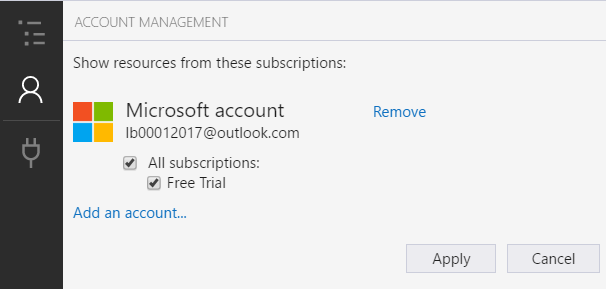 ACCOUNT MANAGEMENT
Show resources from these subscriptions:
Microsoft account
Remove
lb00012017@outlook.com
All subscriptions:
Free Trial
Add an account...
Apply
Cancel